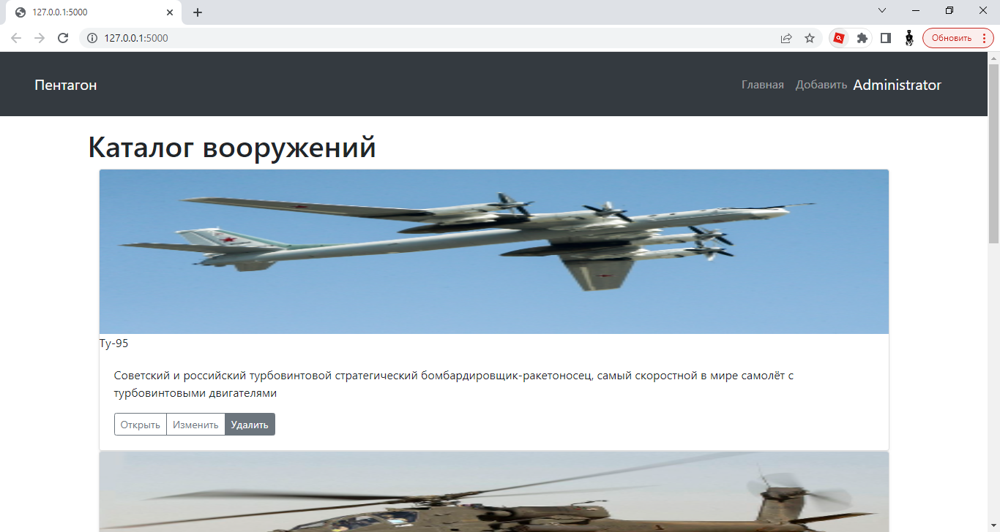 127.0.0.1:5000
127.0.0.1:5000
Обновить
Пентагон
Главная Добавить Administrator
Каталог вооружений
Ту-95
Советский и российский турбовинтовой стратегический бомбардировщик-ракетоносец, самый скоростной в мире самолёт с
турбовинтовыми двигателями
Открыть Изменить Удалить